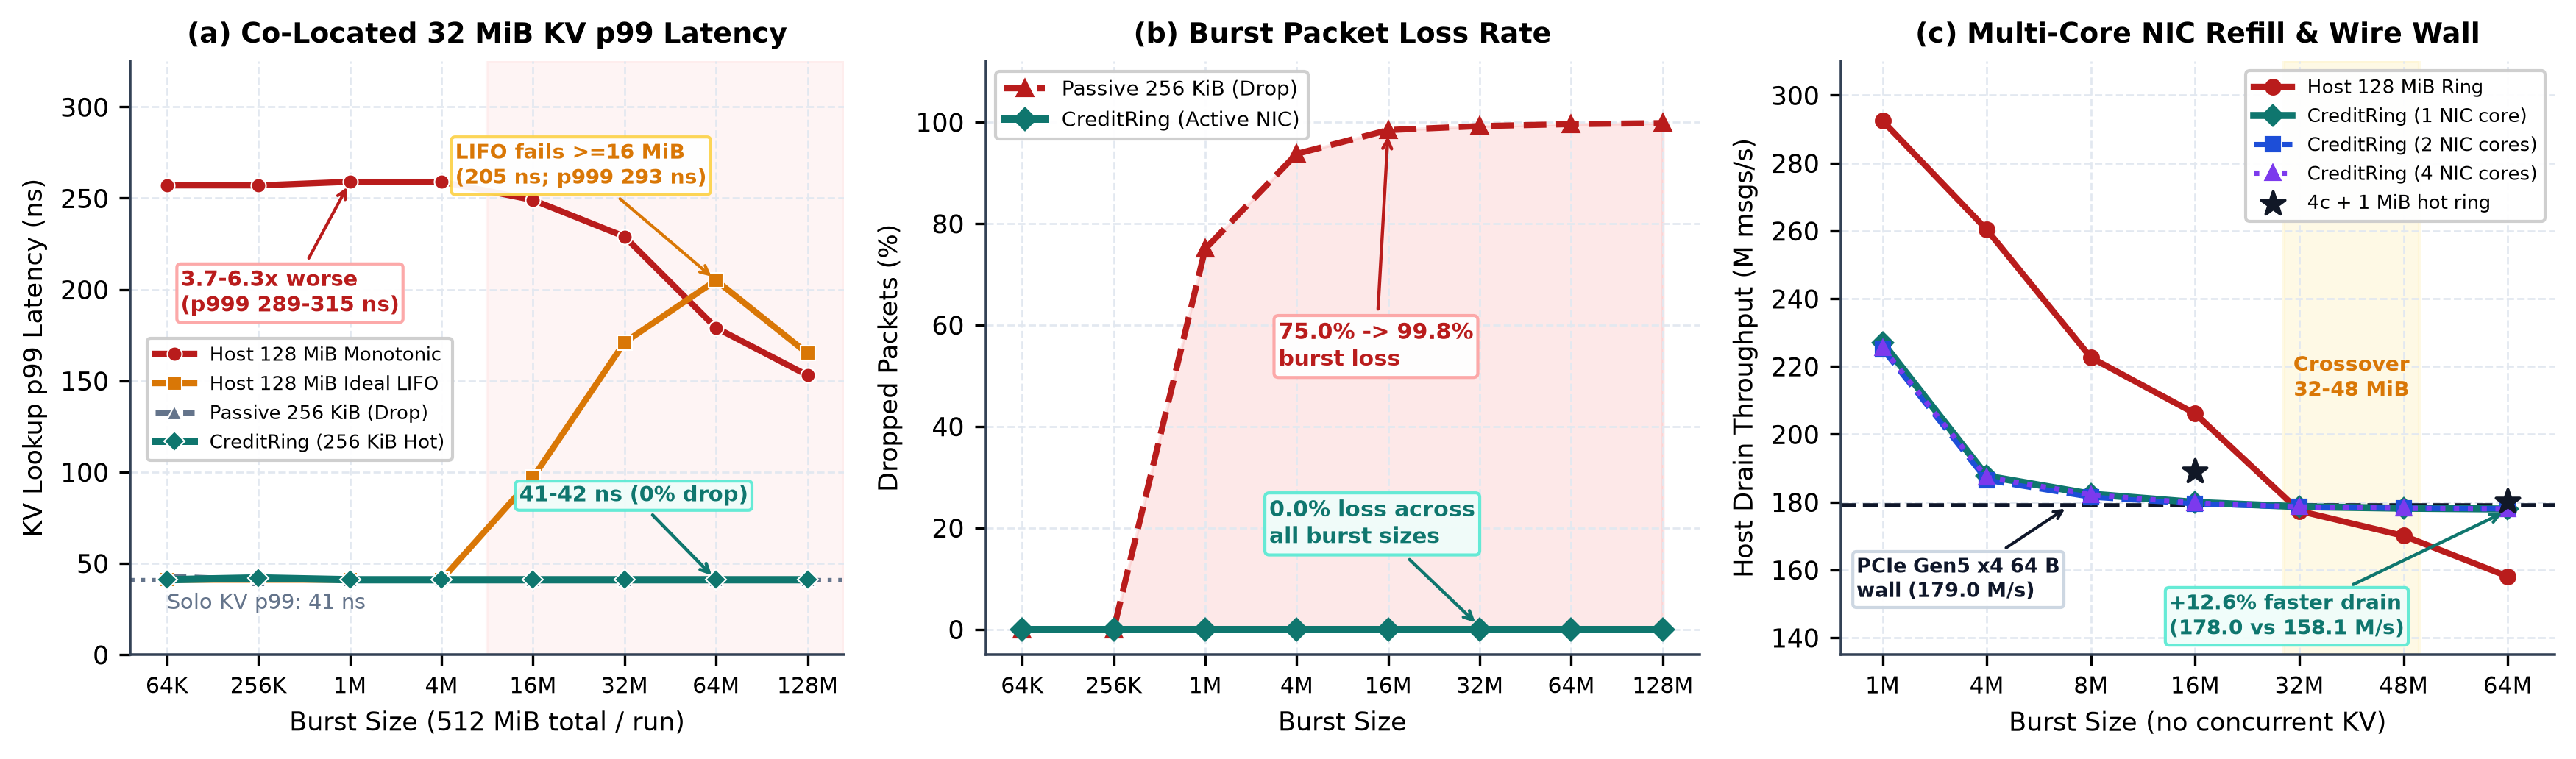 (a) Co-Located 32 MiB KV p99 Latency
KV Lookup p99 Latency (ns)
300
250
200
150
100
50
0
LIFO fails >=16 MiB
(205 ns; p999 293 ns)
3.7-6.3x worse
(p999 289-315 ns)
Host 128 MiB Monotonic
Host 128 MiB Ideal LIFO
Passive 256 KiB (Drop)
CreditRing (256 KiB Hot)
41-42 ns (0% drop)
Solo KV p99: 41 ns
64K 256K 1M 4M 16M 32M 64M 128M
Burst Size (512 MiB total / run)
(b) Burst Packet Loss Rate
Dropped Packets (%)
100
80
60
40
20
0
Passive 256 KiB (Drop)
CreditRing (Active NIC)
75.0% -> 99.8%
burst loss
0.0% loss across
all burst sizes
64K 256K 1M 4M 16M 32M 64M 128M
Burst Size
(c) Multi-Core NIC Refill & Wire Wall
Host Drain Throughput (M msgs/s)
300
280
260
240
220
200
180
160
140
Host 128 MiB Ring
CreditRing (1 NIC core)
CreditRing (2 NIC cores)
CreditRing (4 NIC cores)
4c + 1 MiB hot ring
Crossover
32-48 MiB
PCIe Gen5 x4 64 B
wall (179.0 M/s)
+12.6% faster drain
(178.0 vs 158.1 M/s)
1M 4M 8M 16M 32M 48M 64M
Burst Size (no concurrent KV)